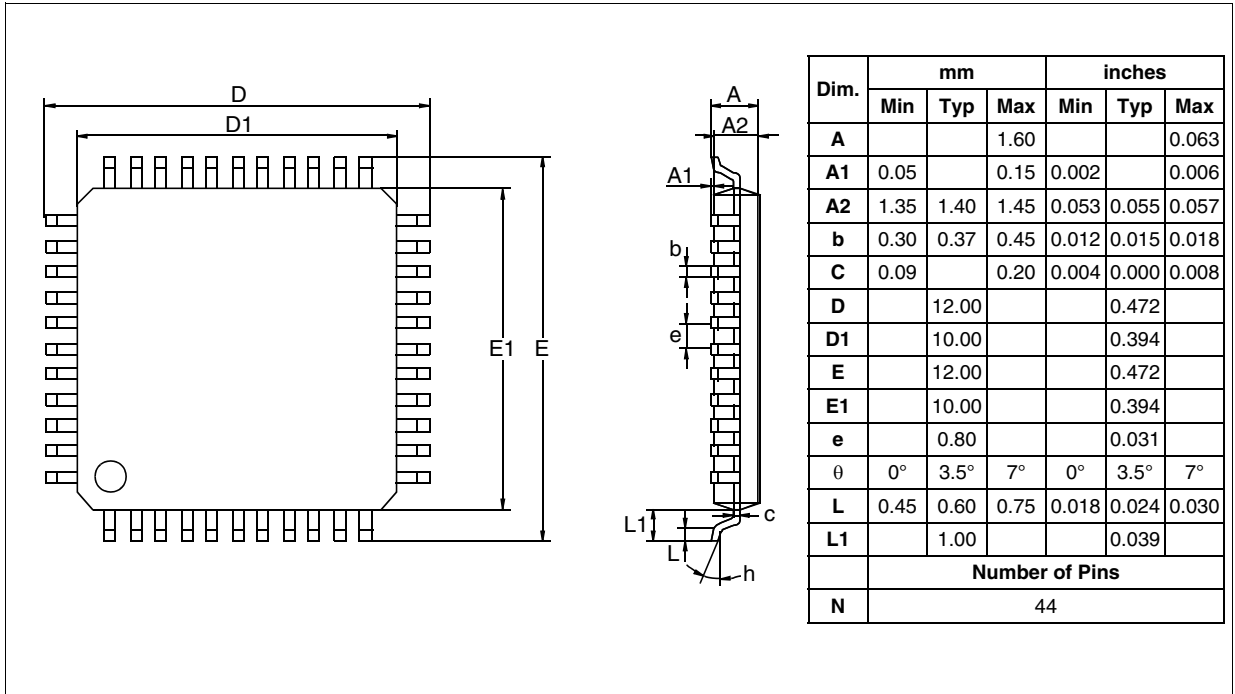 D
D1
E1 E
A
A2
A1
b
e
c
L1
L
h
Dim. mm inches
Min Typ Max Min Typ Max
A 1.60 0.063
A1 0.05 0.15 0.002 0.006
A2 1.35 1.40 1.45 0.053 0.055 0.057
b 0.30 0.37 0.45 0.012 0.015 0.018
C 0.09 0.20 0.004 0.000 0.008
D 12.00 0.472
D1 10.00 0.394
E 12.00 0.472
E1 10.00 0.394
e 0.80 0.031
θ 0° 3.5° 7° 0° 3.5° 7°
L 0.45 0.60 0.75 0.018 0.024 0.030
L1 1.00 0.039
Number of Pins
N 44